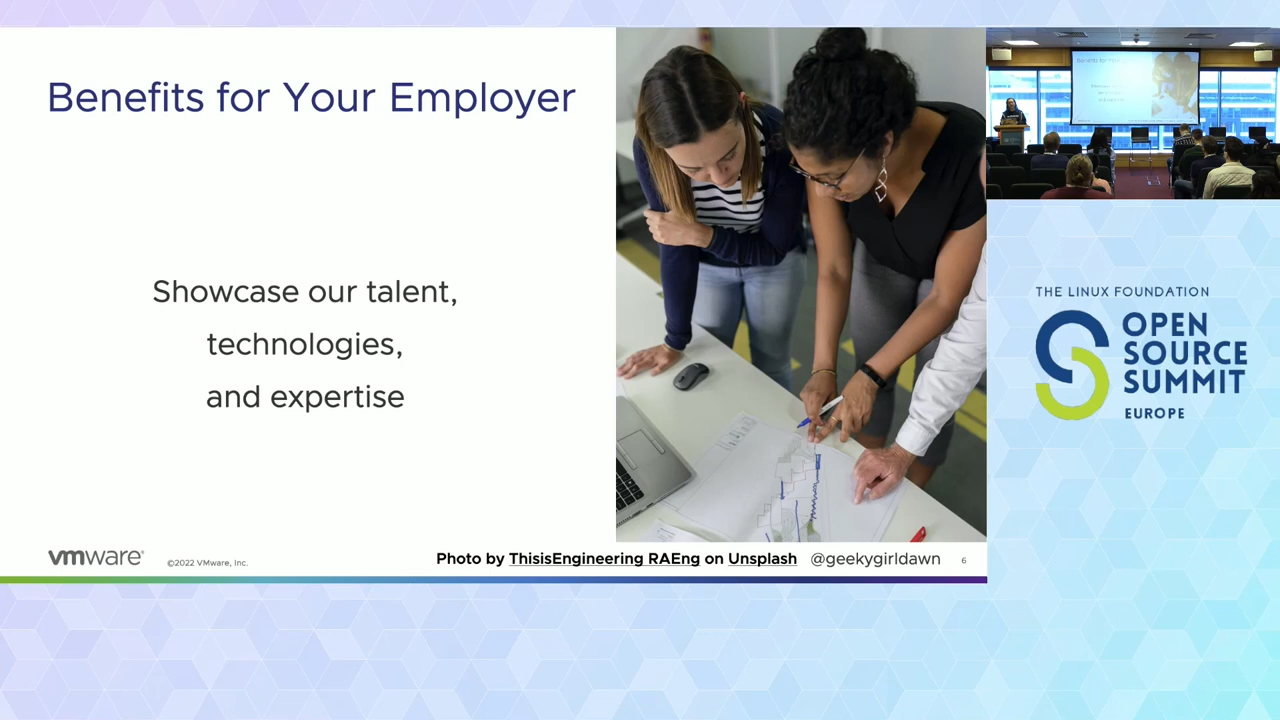 Benefits for Your Employer
Showcase our talent,
technologies,
and expertise
vmware®
©2022 VMware, Inc.
Photo by ThisisEngineering RAEng on Unsplash
@geekygirldawn
6
THE LINUX FOUNDATION
OPEN
SOURCE
SUMMIT
EUROPE